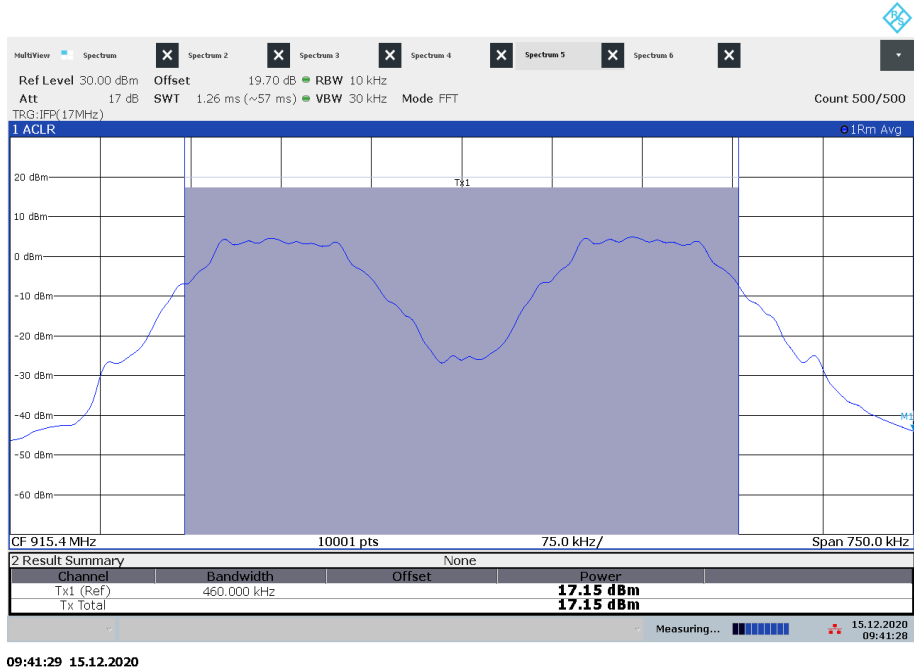 R&S
MultiView Spectrum Spectrum 2 Spectrum 3 Spectrum 4 Spectrum 5 Spectrum 6
Ref Level 30.00 dBm Offset 19.70 dB RBW 10 kHz
Att 17 dB SWT 1.26 ms (~57 ms) VBW 30 kHz Mode FFT Count 500/500
TRG:IFP(17MHz)
1 ACLR 1Rm Avg
20 dBm
Tx1
10 dBm
0 dBm
-10 dBm
-20 dBm
-30 dBm
-40 dBm
M1
-50 dBm
-60 dBm
CF 915.4 MHz 10001 pts 75.0 kHz/ Span 750.0 kHz
2 Result Summary None
Channel Bandwidth Offset Power
Tx1 (Ref) 460.000 kHz 17.15 dBm
Tx Total 17.15 dBm
Measuring... 15.12.2020
09:41:28
09:41:29 15.12.2020